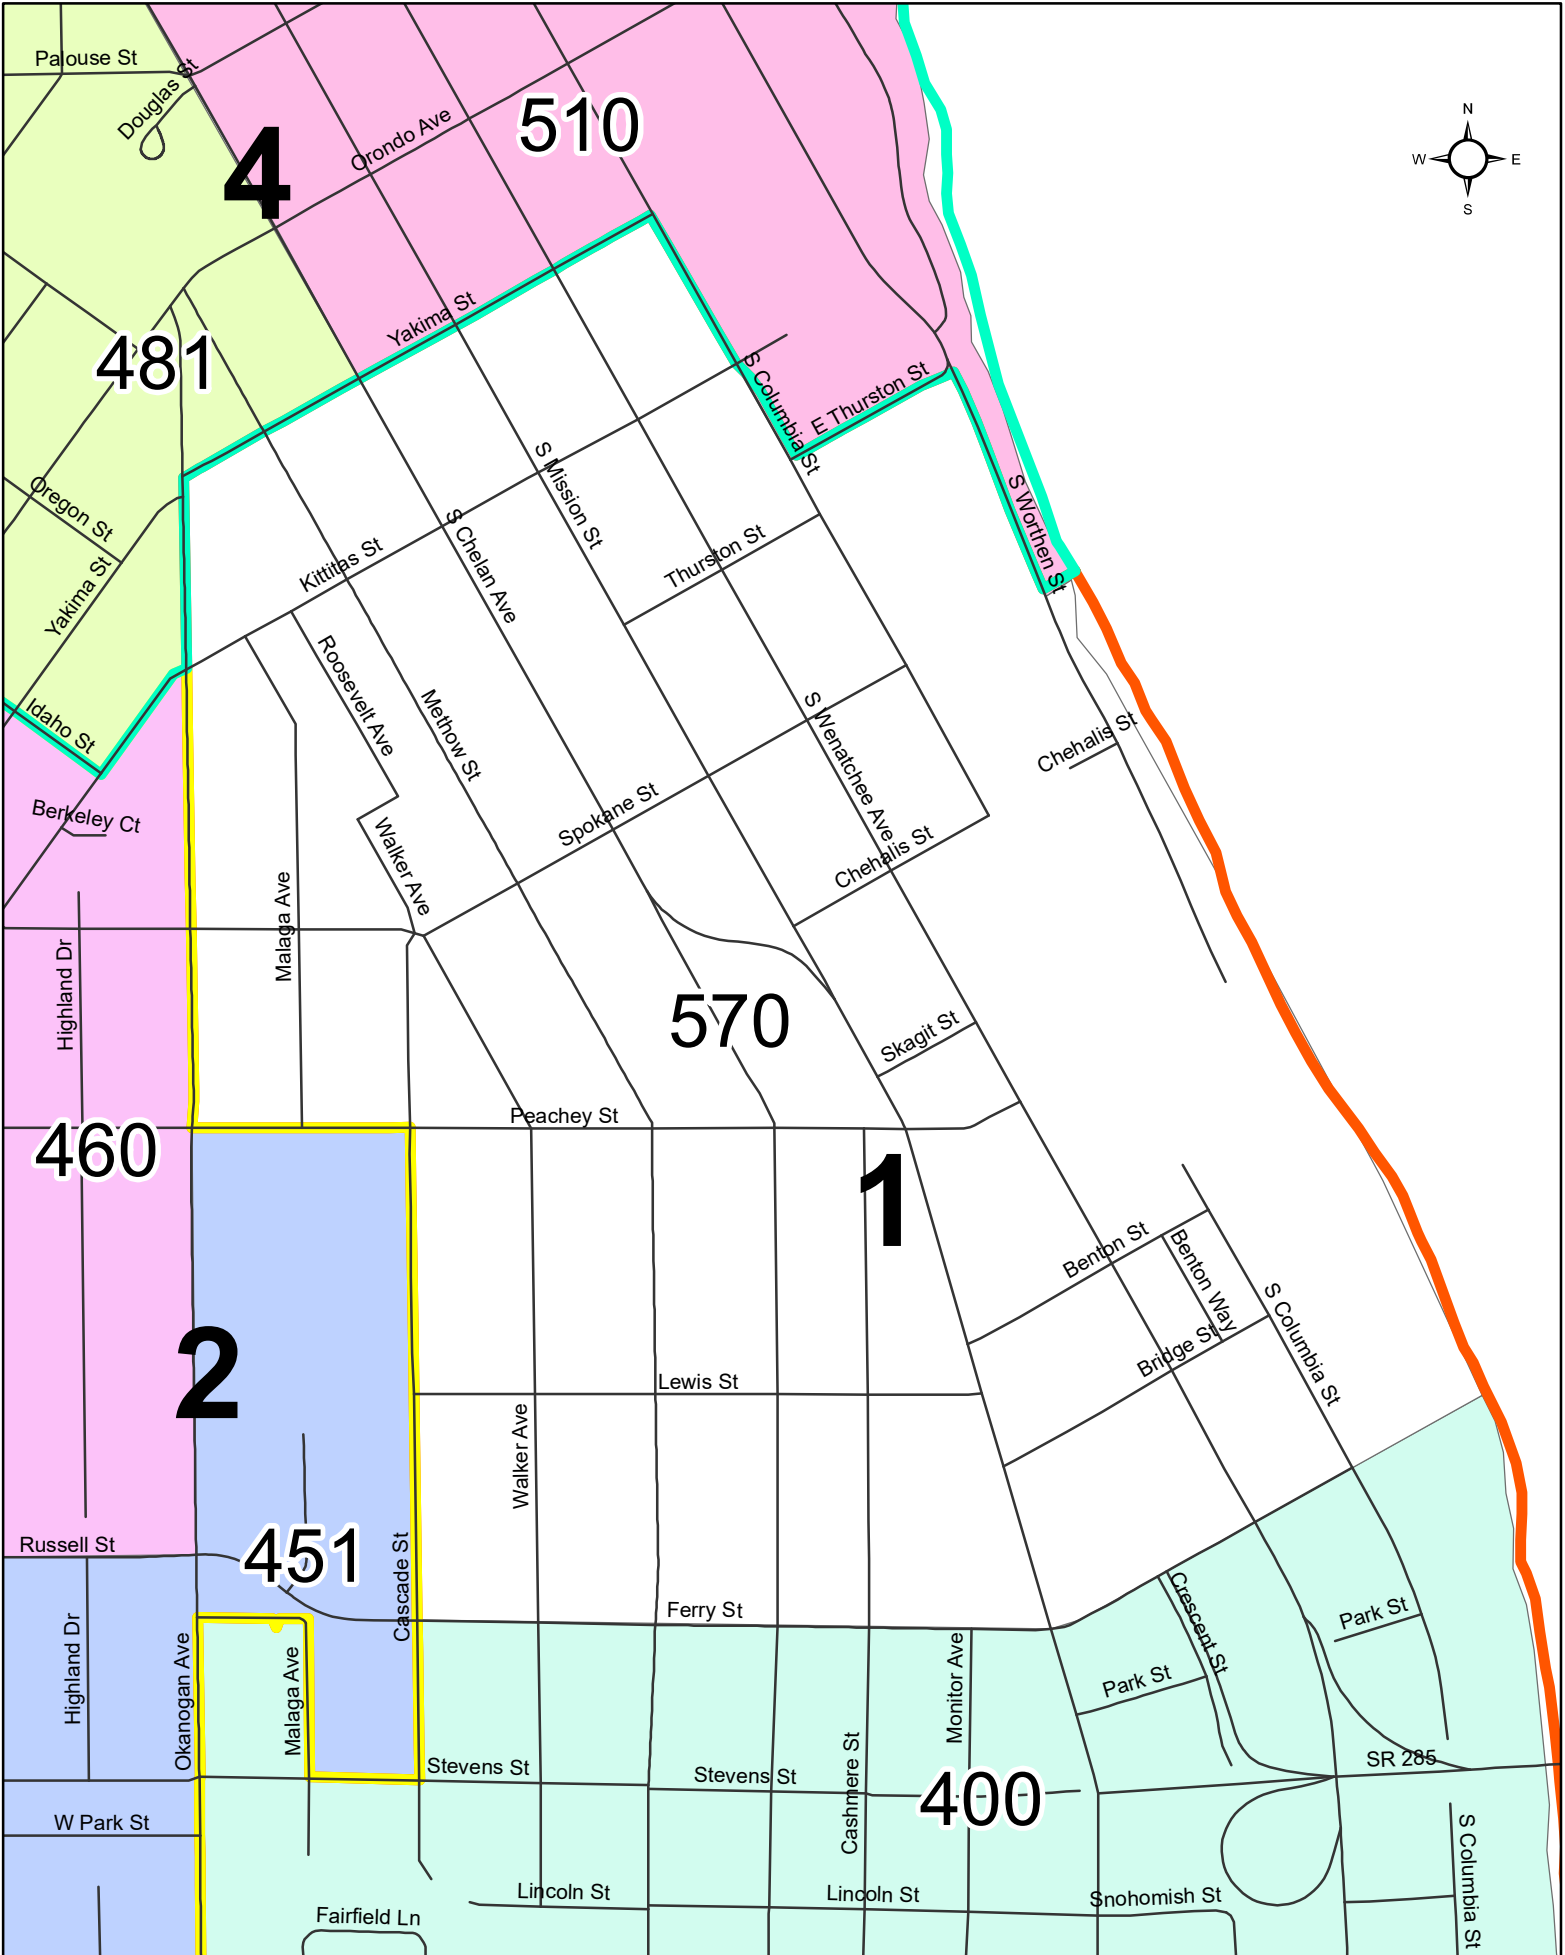 Palouse St
Douglas St
4
Orondo Ave
510
N
W
E
S
Yakima St
481
S Columbia St
E Thurston St
Oregon St
Yakima St
S Mission St
S Worthen St
Kittitas St
S Chelan Ave
Thurston St
Idaho St
Roosevelt Ave
Methow St
S Wenatchee Ave
Chehalis St
Berkeley Ct
Walker Ave
Spokane St
Chehalis St
Malaga Ave
Highland Dr
570
Skagit St
Peachey St
460
1
Benton St
Benton Way
2
Bridge St
S Columbia St
Lewis St
Walker Ave
Russell St
451
Cascade St
Ferry St
Crescent St
Park St
Highland Dr
Okanogan Ave
Malaga Ave
Monitor Ave
Park St
Stevens St
Stevens St
Cashmere St
400
SR 285
W Park St
S Columbia St
Lincoln St
Lincoln St
Snohomish St
Fairfield Ln